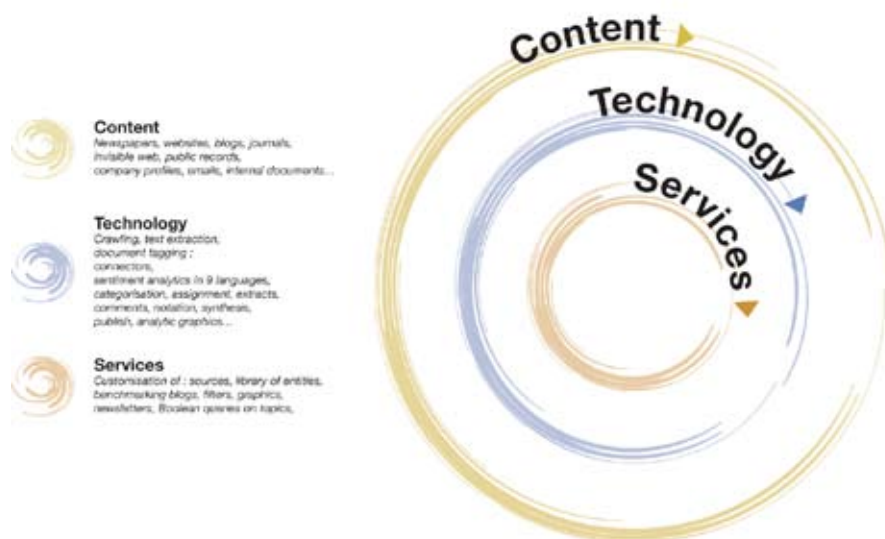 Content
Newspapers, websites, blogs, journals,
invisible web, public records,
company profiles, emails, internal documents...
Technology
Crawling, text extraction,
document tagging :
connectors,
sentiment analytics in 9 languages,
categorisation, assignment, extracts,
comments, notation, synthesis,
publish, analytic graphics...
Services
Customisation of : sources, library of entities,
benchmarking blogs, filters, graphics,
newsletters, Boolean queries on topics,
Content
Technology
Services